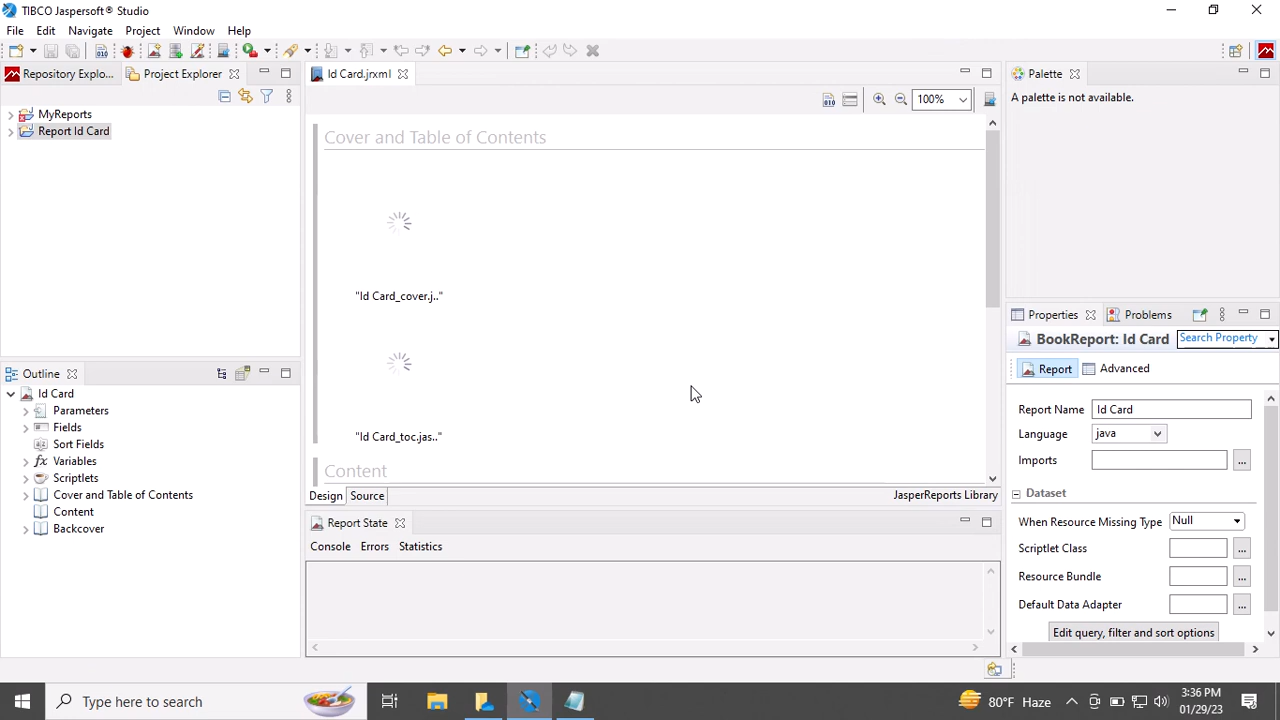 TIBCO Jaspersoft® Studio
File Edit Navigate Project Window Help
Repository Explo... Project Explorer
MyReports
Report Id Card
Outline
Id Card
Parameters
Fields
Sort Fields
Variables
Scriptlets
Cover and Table of Contents
Content
Backcover
Id Card.jrxml
100%
Cover and Table of Contents
"Id Card_cover.j.."
"Id Card_toc.jas.."
Content
Design Source JasperReports Library
Report State
Console Errors Statistics
Palette
A palette is not available.
Properties Problems
BookReport: Id Card Search Property
Report Advanced
Report Name Id Card
Language java
Imports ...
Dataset
When Resource Missing Type Null
Scriptlet Class ...
Resource Bundle ...
Default Data Adapter ...
Edit query, filter and sort options
Type here to search 80°F Haze 3:36 PM
01/29/23